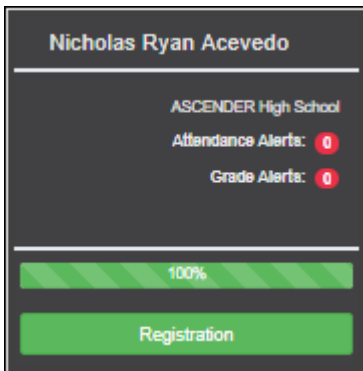 Nicholas Ryan Acevedo
ASCENDER High School
Attendance Alerts: 0
Grade Alerts: 0
100%
Registration